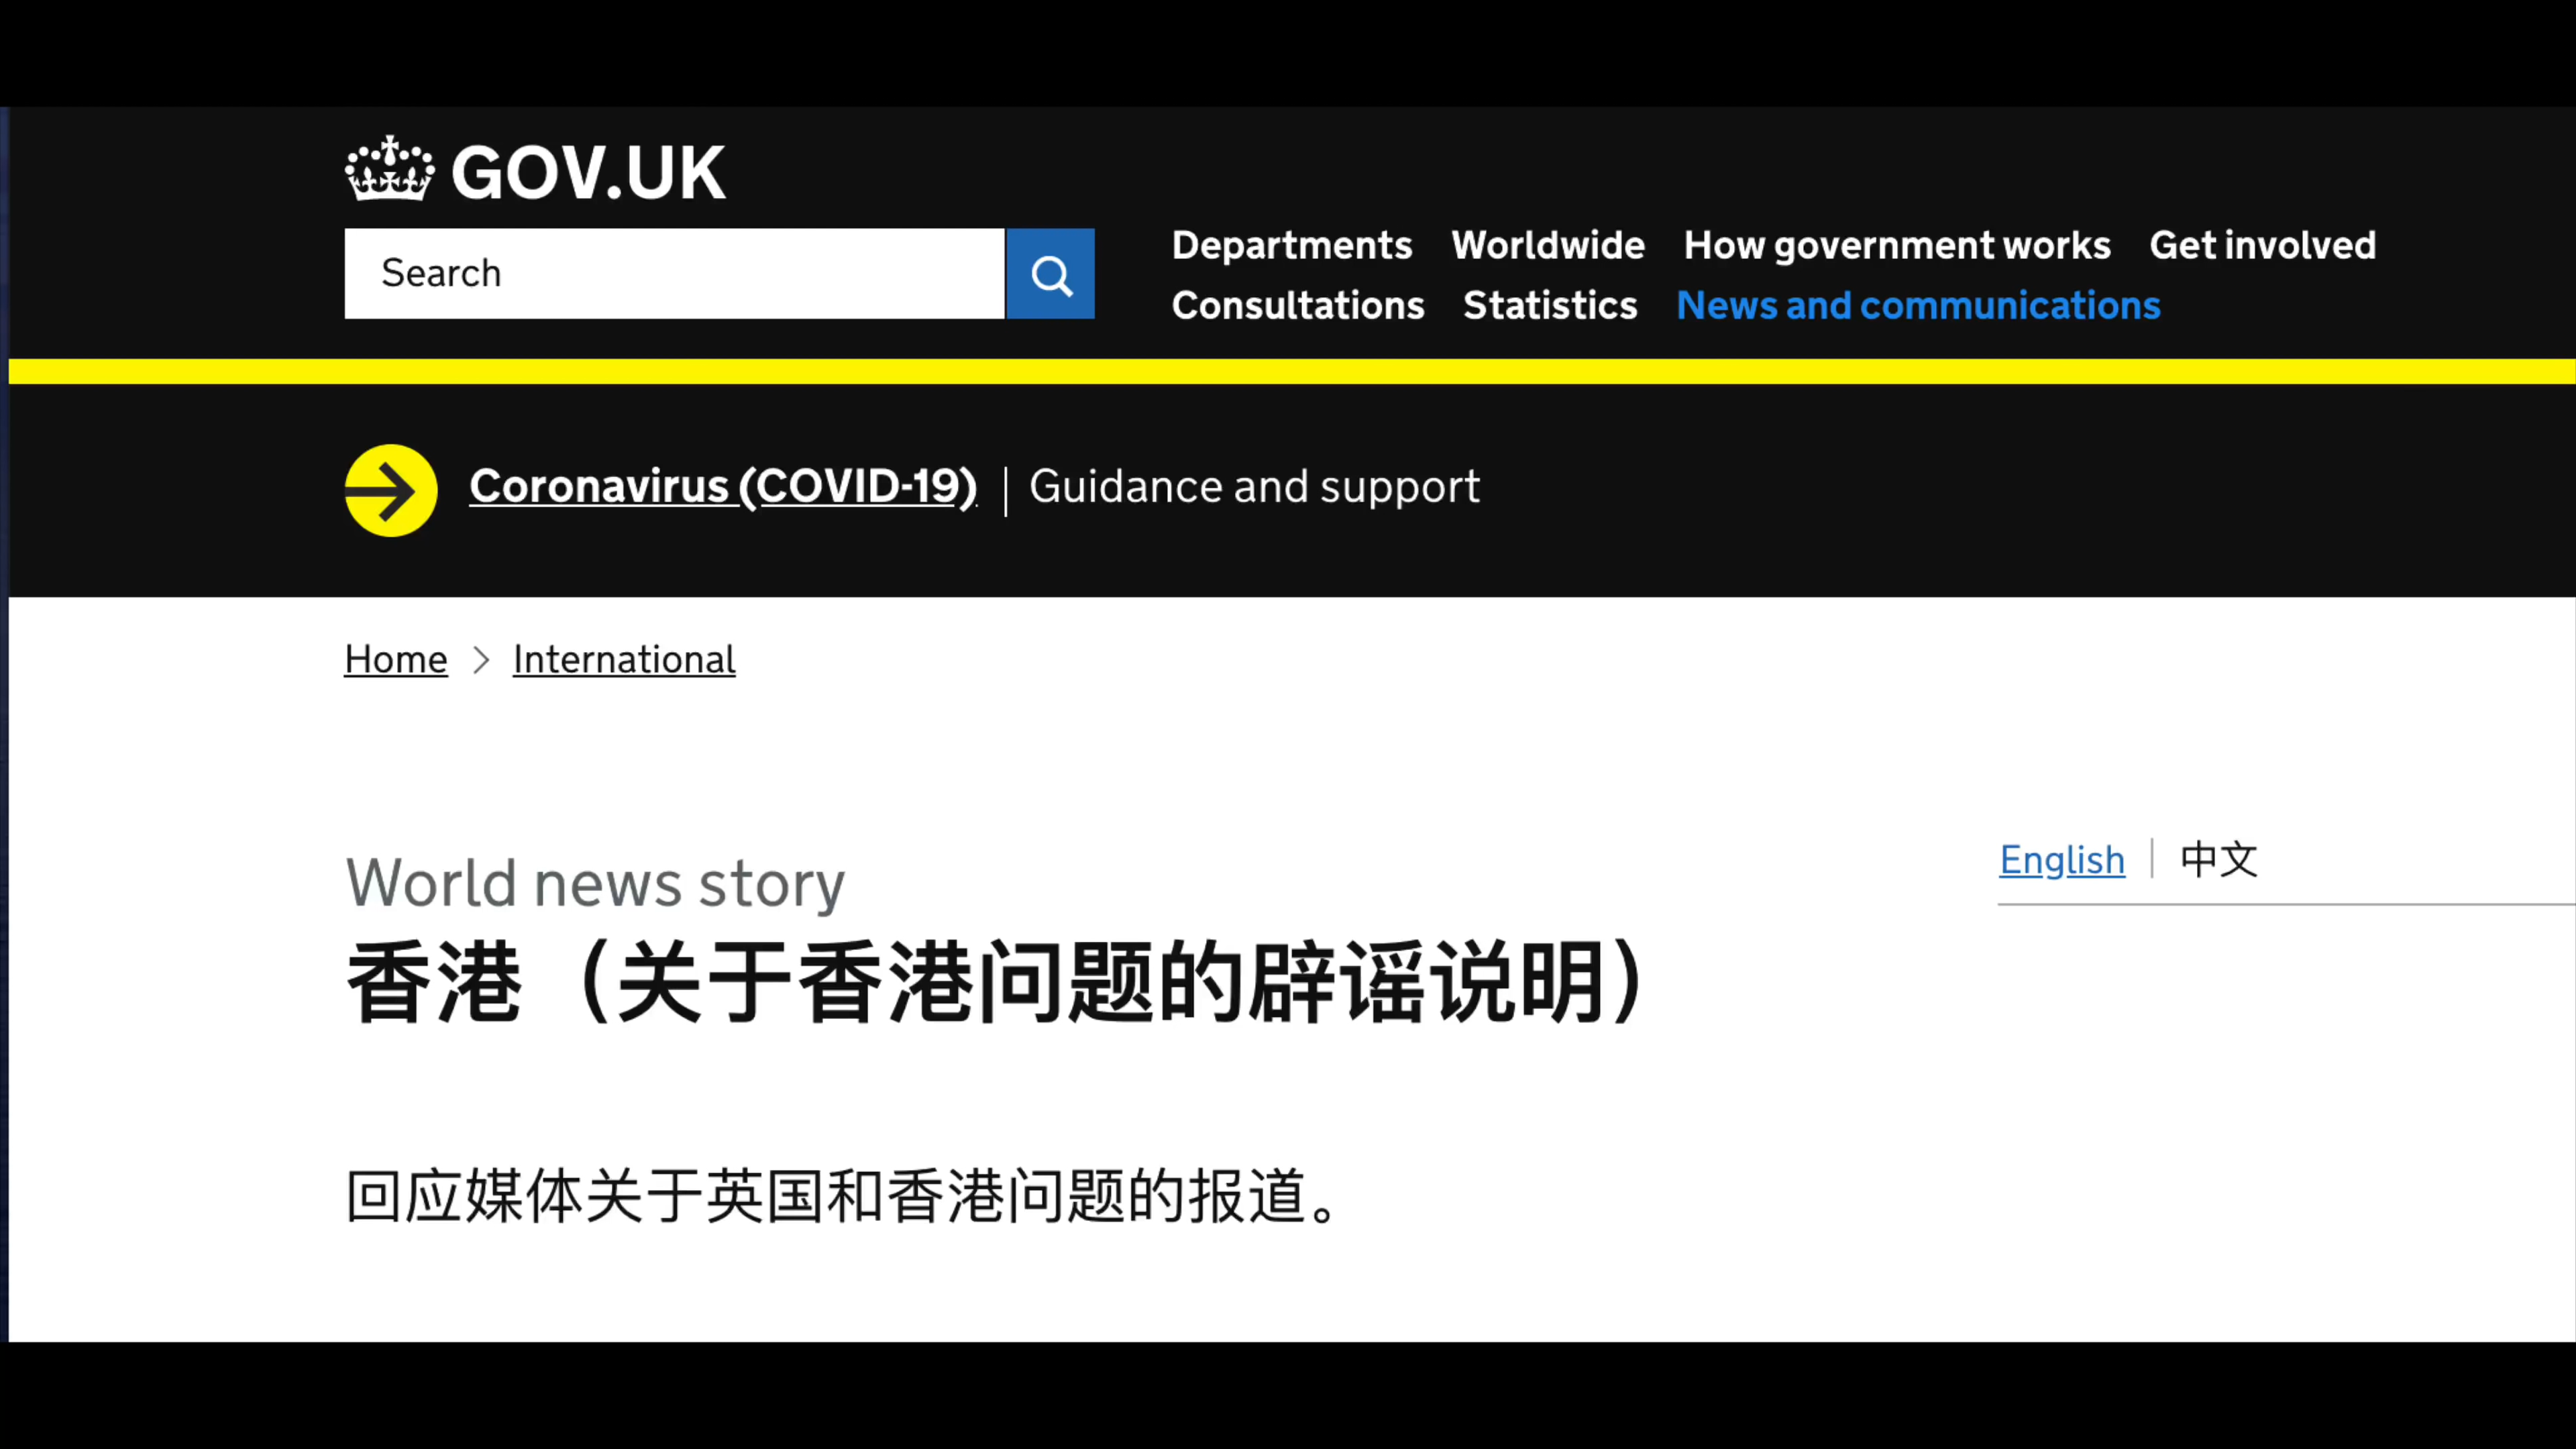 GOV.UK
Search
Departments Worldwide How government works Get involved
Consultations Statistics News and communications
Coronavirus (COVID-19) | Guidance and support
Home > International
English | 中文
World news story
香港（关于香港问题的辟谣说明）
回应媒体关于英国和香港问题的报道。